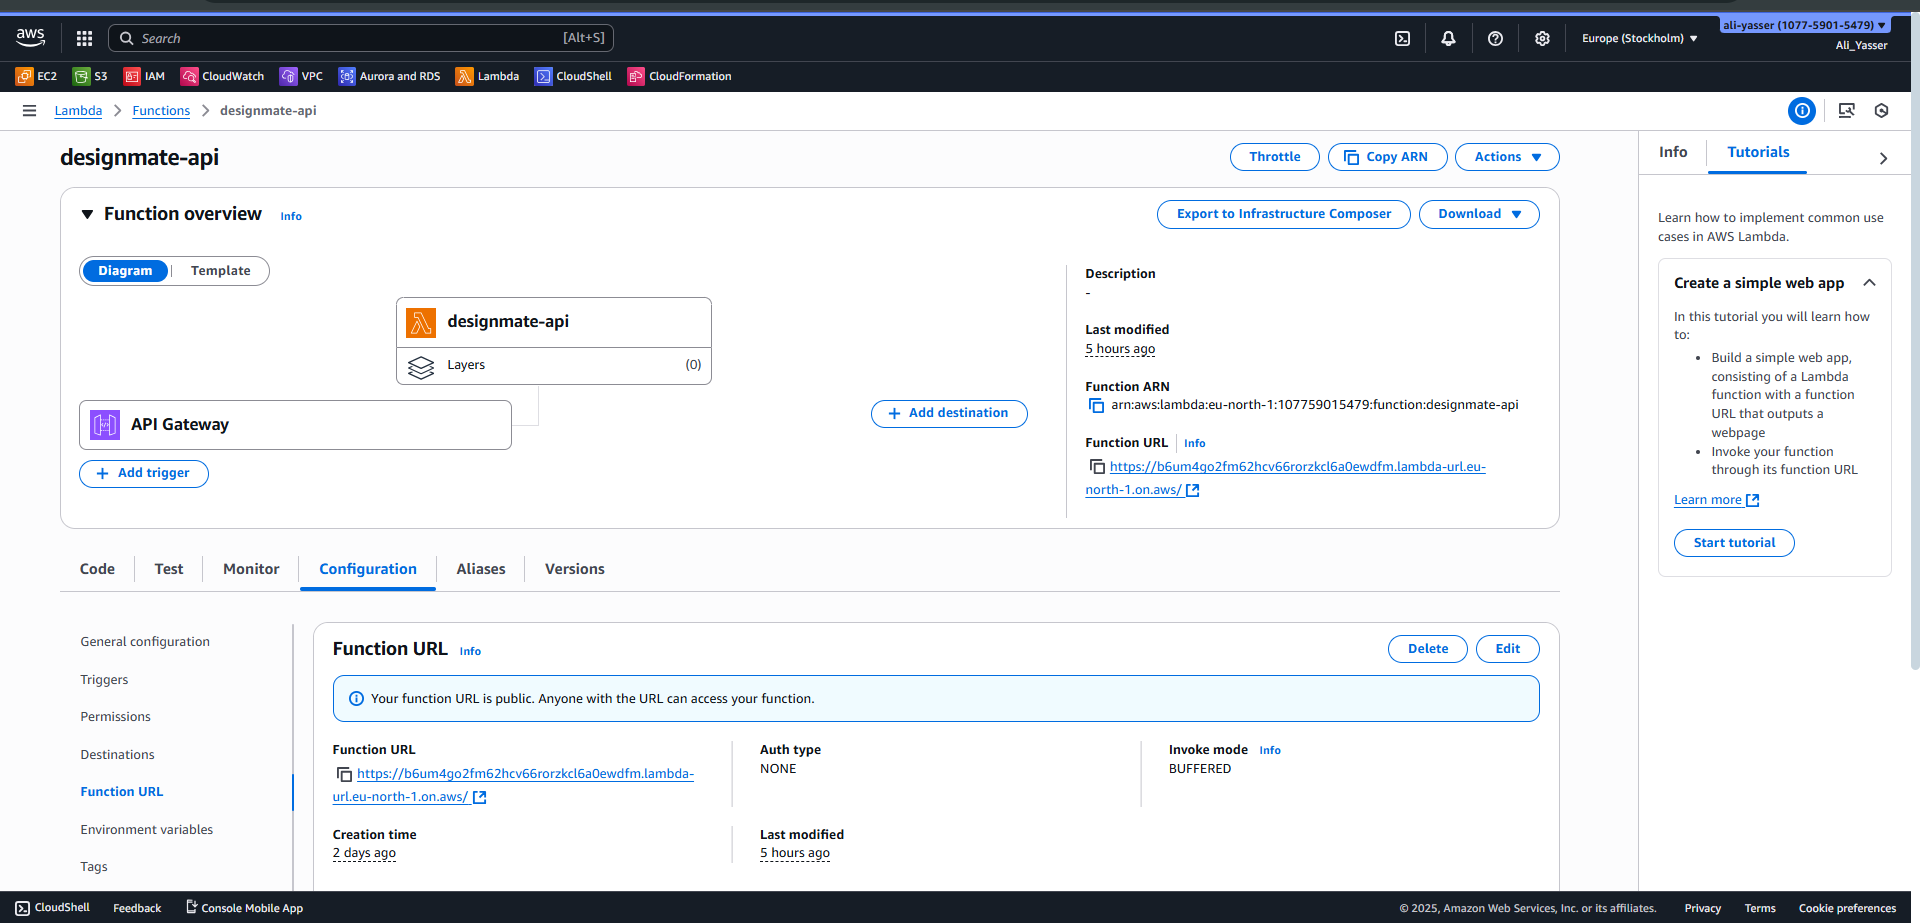 aws
Search
[Alt+S]
Europe (Stockholm)
ali-yasser (1077-5901-5479)
Ali_Yasser
EC2
S3
IAM
CloudWatch
VPC
Aurora and RDS
Lambda
CloudShell
CloudFormation
Lambda
Functions
designmate-api
designmate-api
Throttle
Copy ARN
Actions
Function overview
Info
Export to Infrastructure Composer
Download
Diagram
Template
designmate-api
Layers
(0)
API Gateway
Add trigger
Add destination
Description
-
Last modified
5 hours ago
Function ARN
arn:aws:lambda:eu-north-1:107759015479:function:designmate-api
Function URL
Info
https://b6um4go2fm62hcv66rorzkcl6a0ewdfm.lambda-url.eu-
north-1.on.aws/
Info
Tutorials
Learn how to implement common use
cases in AWS Lambda.
Create a simple web app
In this tutorial you will learn how
to:
• Build a simple web app,
consisting of a Lambda
function with a function
URL that outputs a
webpage
• Invoke your function
through its function URL
Learn more
Start tutorial
Code
Test
Monitor
Configuration
Aliases
Versions
General configuration
Triggers
Permissions
Destinations
Function URL
Environment variables
Tags
Function URL
Info
Delete
Edit
Your function URL is public. Anyone with the URL can access your function.
Function URL
https://b6um4go2fm62hcv66rorzkcl6a0ewdfm.lambda-
url.eu-north-1.on.aws/
Auth type
NONE
Invoke mode
Info
BUFFERED
Creation time
2 days ago
Last modified
5 hours ago
CloudShell
Feedback
Console Mobile App
© 2025, Amazon Web Services, Inc. or its affiliates.
Privacy
Terms
Cookie preferences